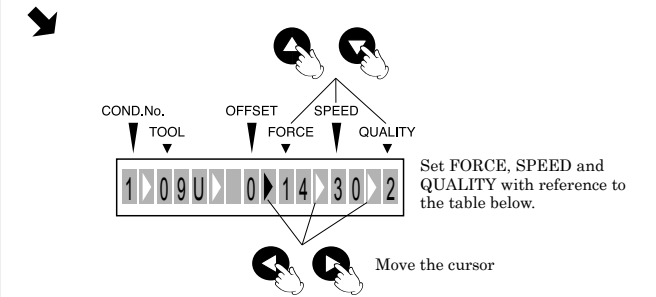 COND.No. OFFSET SPEED
TOOL FORCE QUALITY
1 09U 0 14 30 2
Set FORCE, SPEED and
QUALITY with reference to
the table below.
Move the cursor